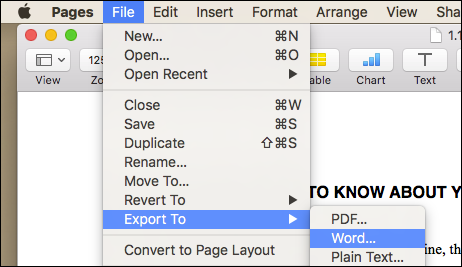 Pages File Edit Insert Format Arrange View Sha
1.1
125
View Zo able Chart Text
New... ⌘N
Open... ⌘O
Open Recent ▶
Close ⌘W
Save ⌘S
Duplicate ⇧⌘S
Rename...
Move To...
Revert To ▶
TO KNOW ABOUT Y
Export To ▶
PDF...
Word...
ine, th
Convert to Page Layout
Plain Text...